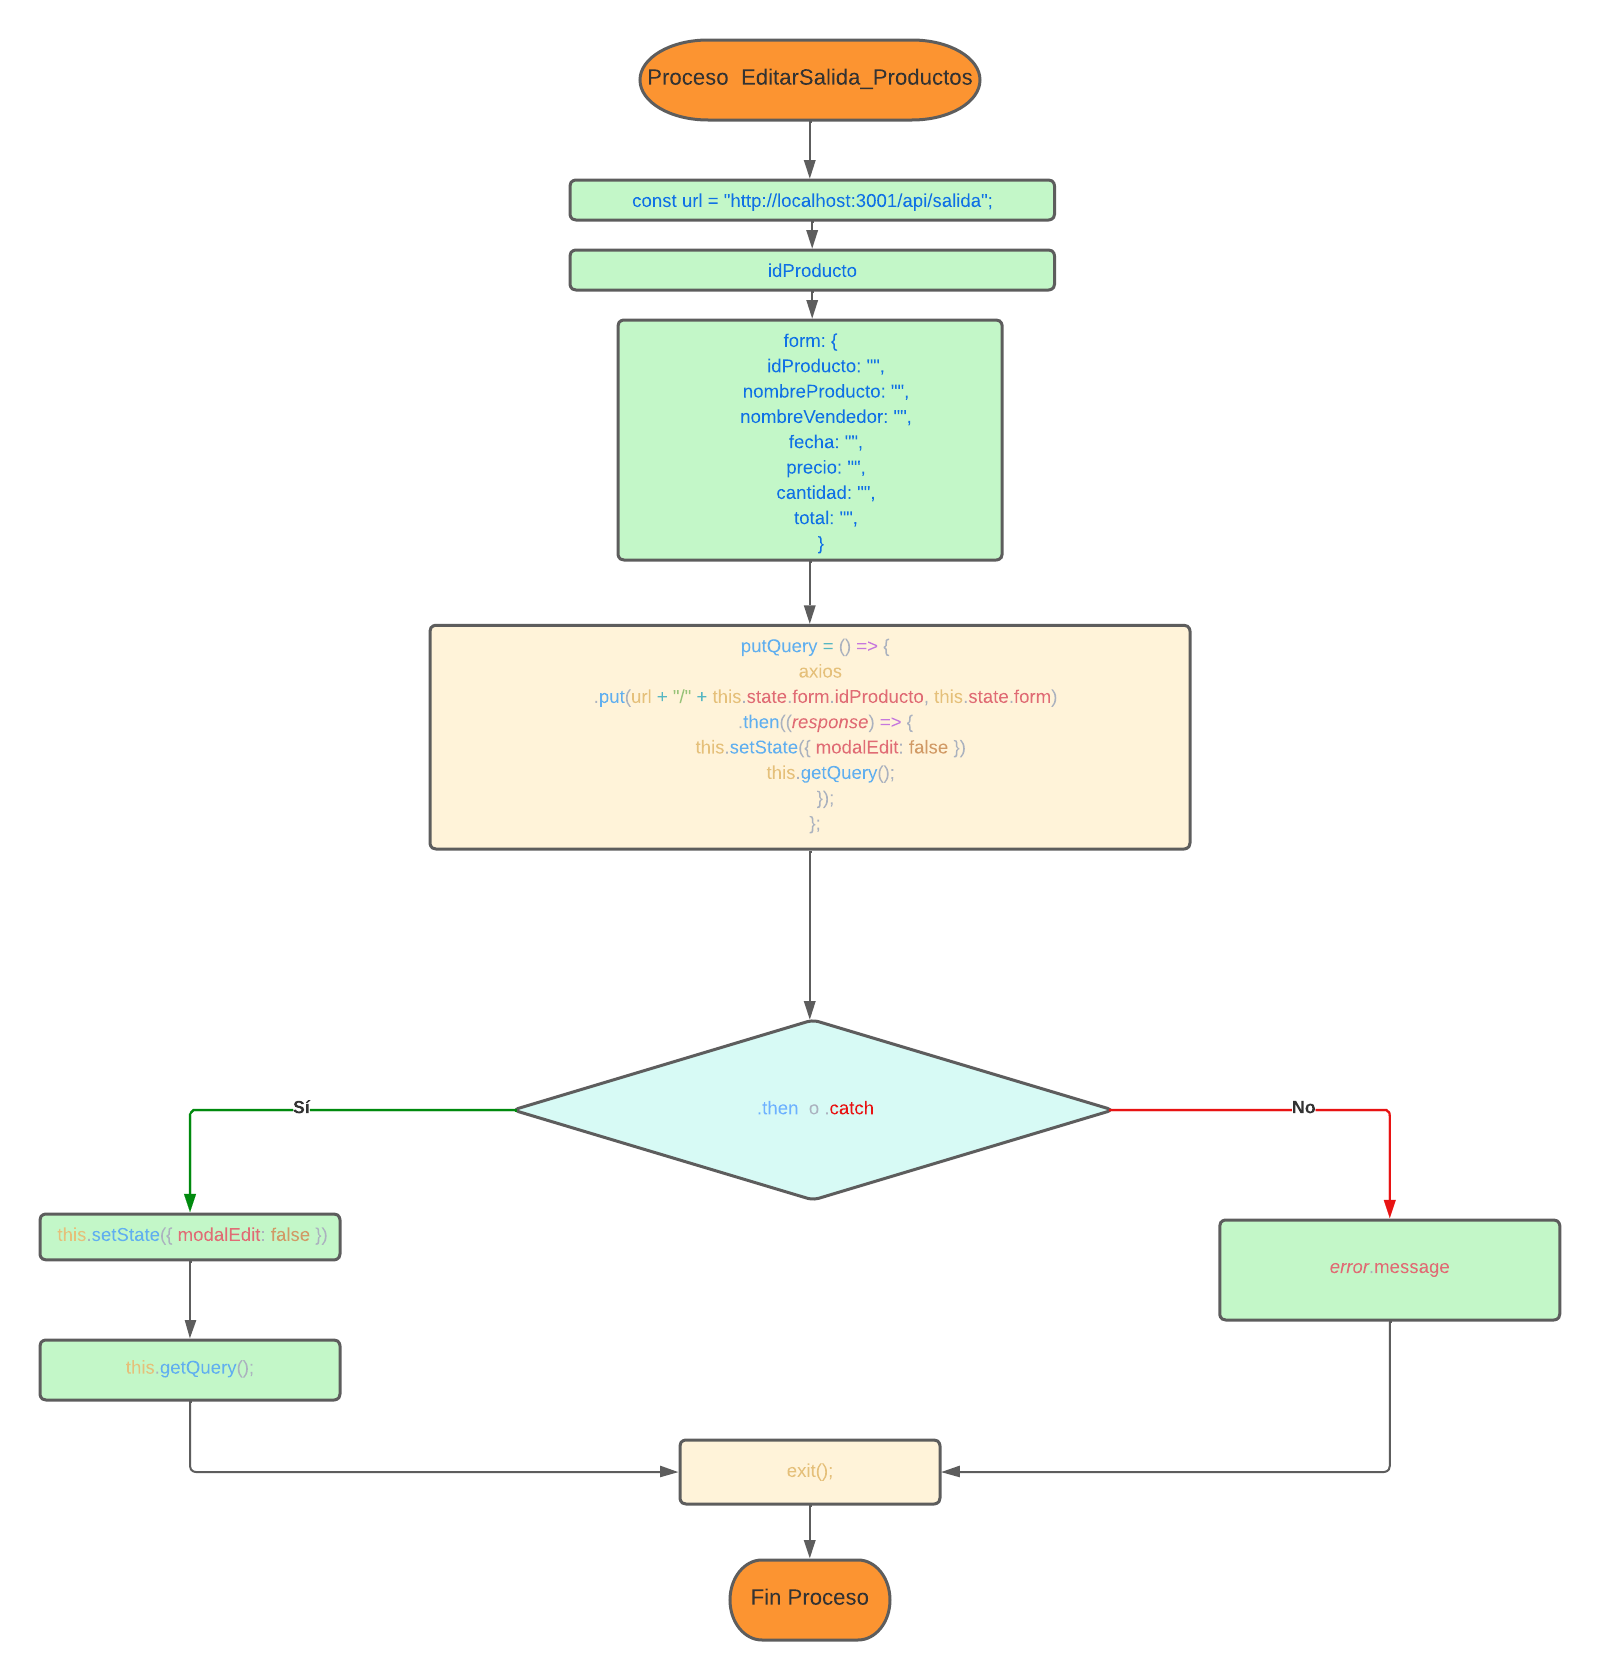 Proceso  EditarSalida_Productos
const url = "http://localhost:3001/api/salida";
idProducto
form: {
idProducto: "",
nombreProducto: "",
nombreVendedor: "",
fecha: "",
precio: "",
cantidad: "",
total: "",
}
putQuery = () => {
axios
.put(url + "/" + this.state.form.idProducto, this.state.form)
.then((response) => {
this.setState({ modalEdit: false })
this.getQuery();
});
};
.then  o .catch
Sí
No
this.setState({ modalEdit: false })
error.message
this.getQuery();
exit();
Fin Proceso